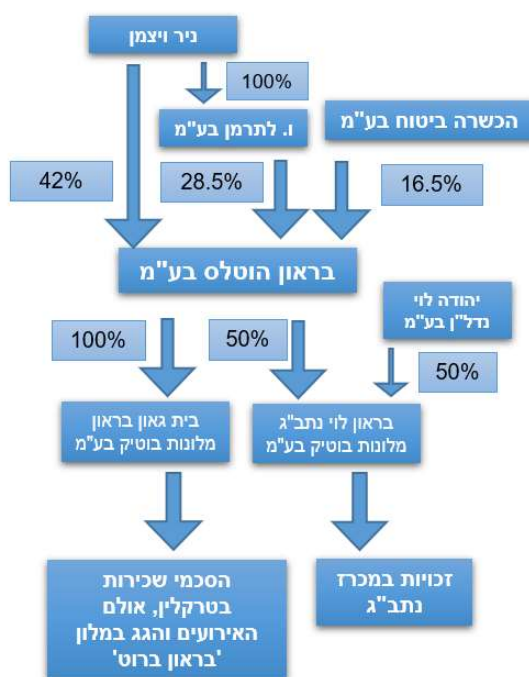 ניר ויצמן
100%
ו. לתרמן בע"מ
הכשרה ביטוח בע"מ
42%
28.5%
16.5%
בראון הוטלס בע"מ
יהודה לוי
נדל"ן בע"מ
100%
50%
50%
בית גאון בראון
מלונות בוטיק בע"מ
בראון לוי נתב"ג
מלונות בוטיק בע"מ
הסכמי שכירות
בטרקלין, אולם
האירועים והגג במלון
'בראון ברוט'
זכויות במכרז
נתב"ג